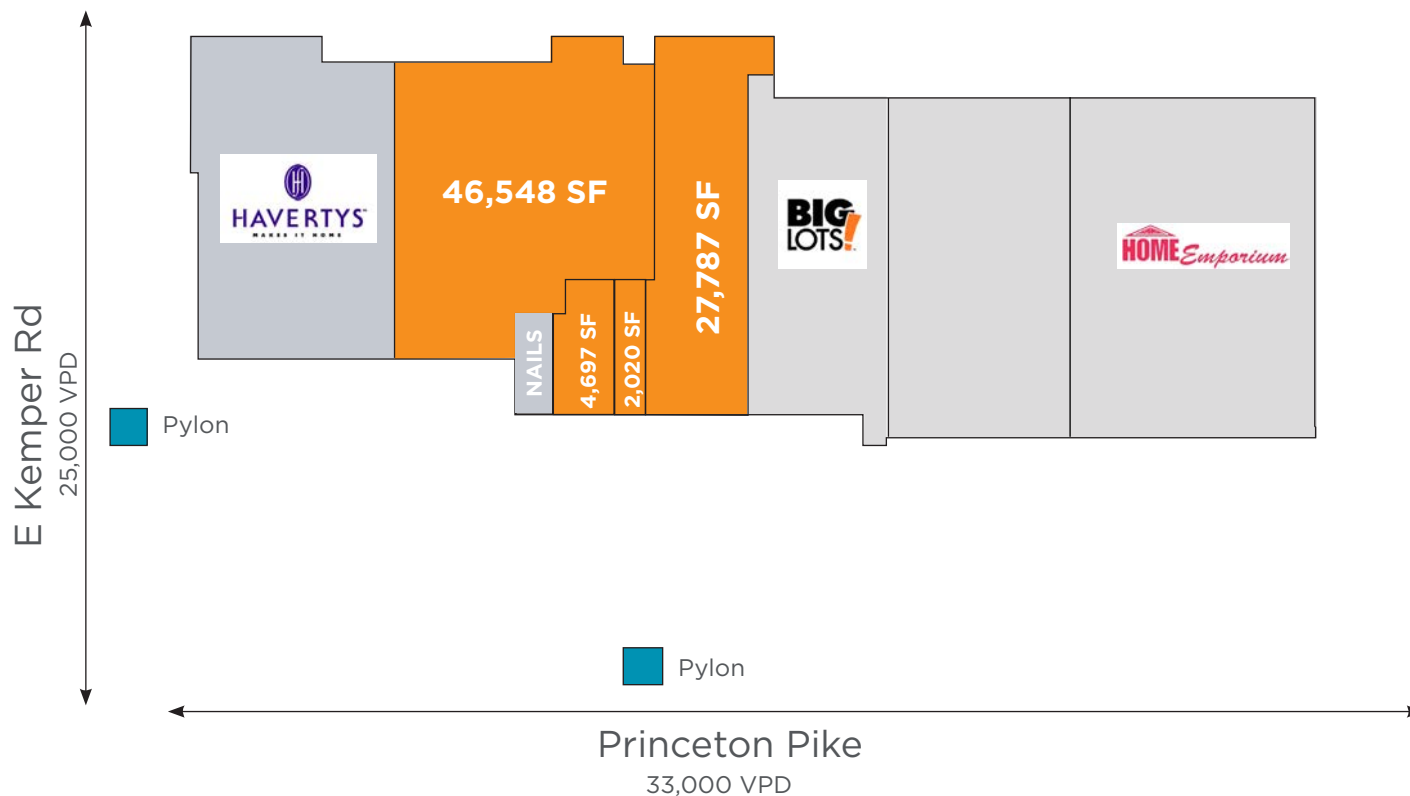 46,548 SF
27,787 SF
HAVERTYS
MAKES IT HOME
BIG
LOTS!
HOME Emporium
NAILS
4,697 SF
2,020 SF
E Kemper Rd
25,000 VPD
Pylon
Pylon
Princeton Pike
33,000 VPD